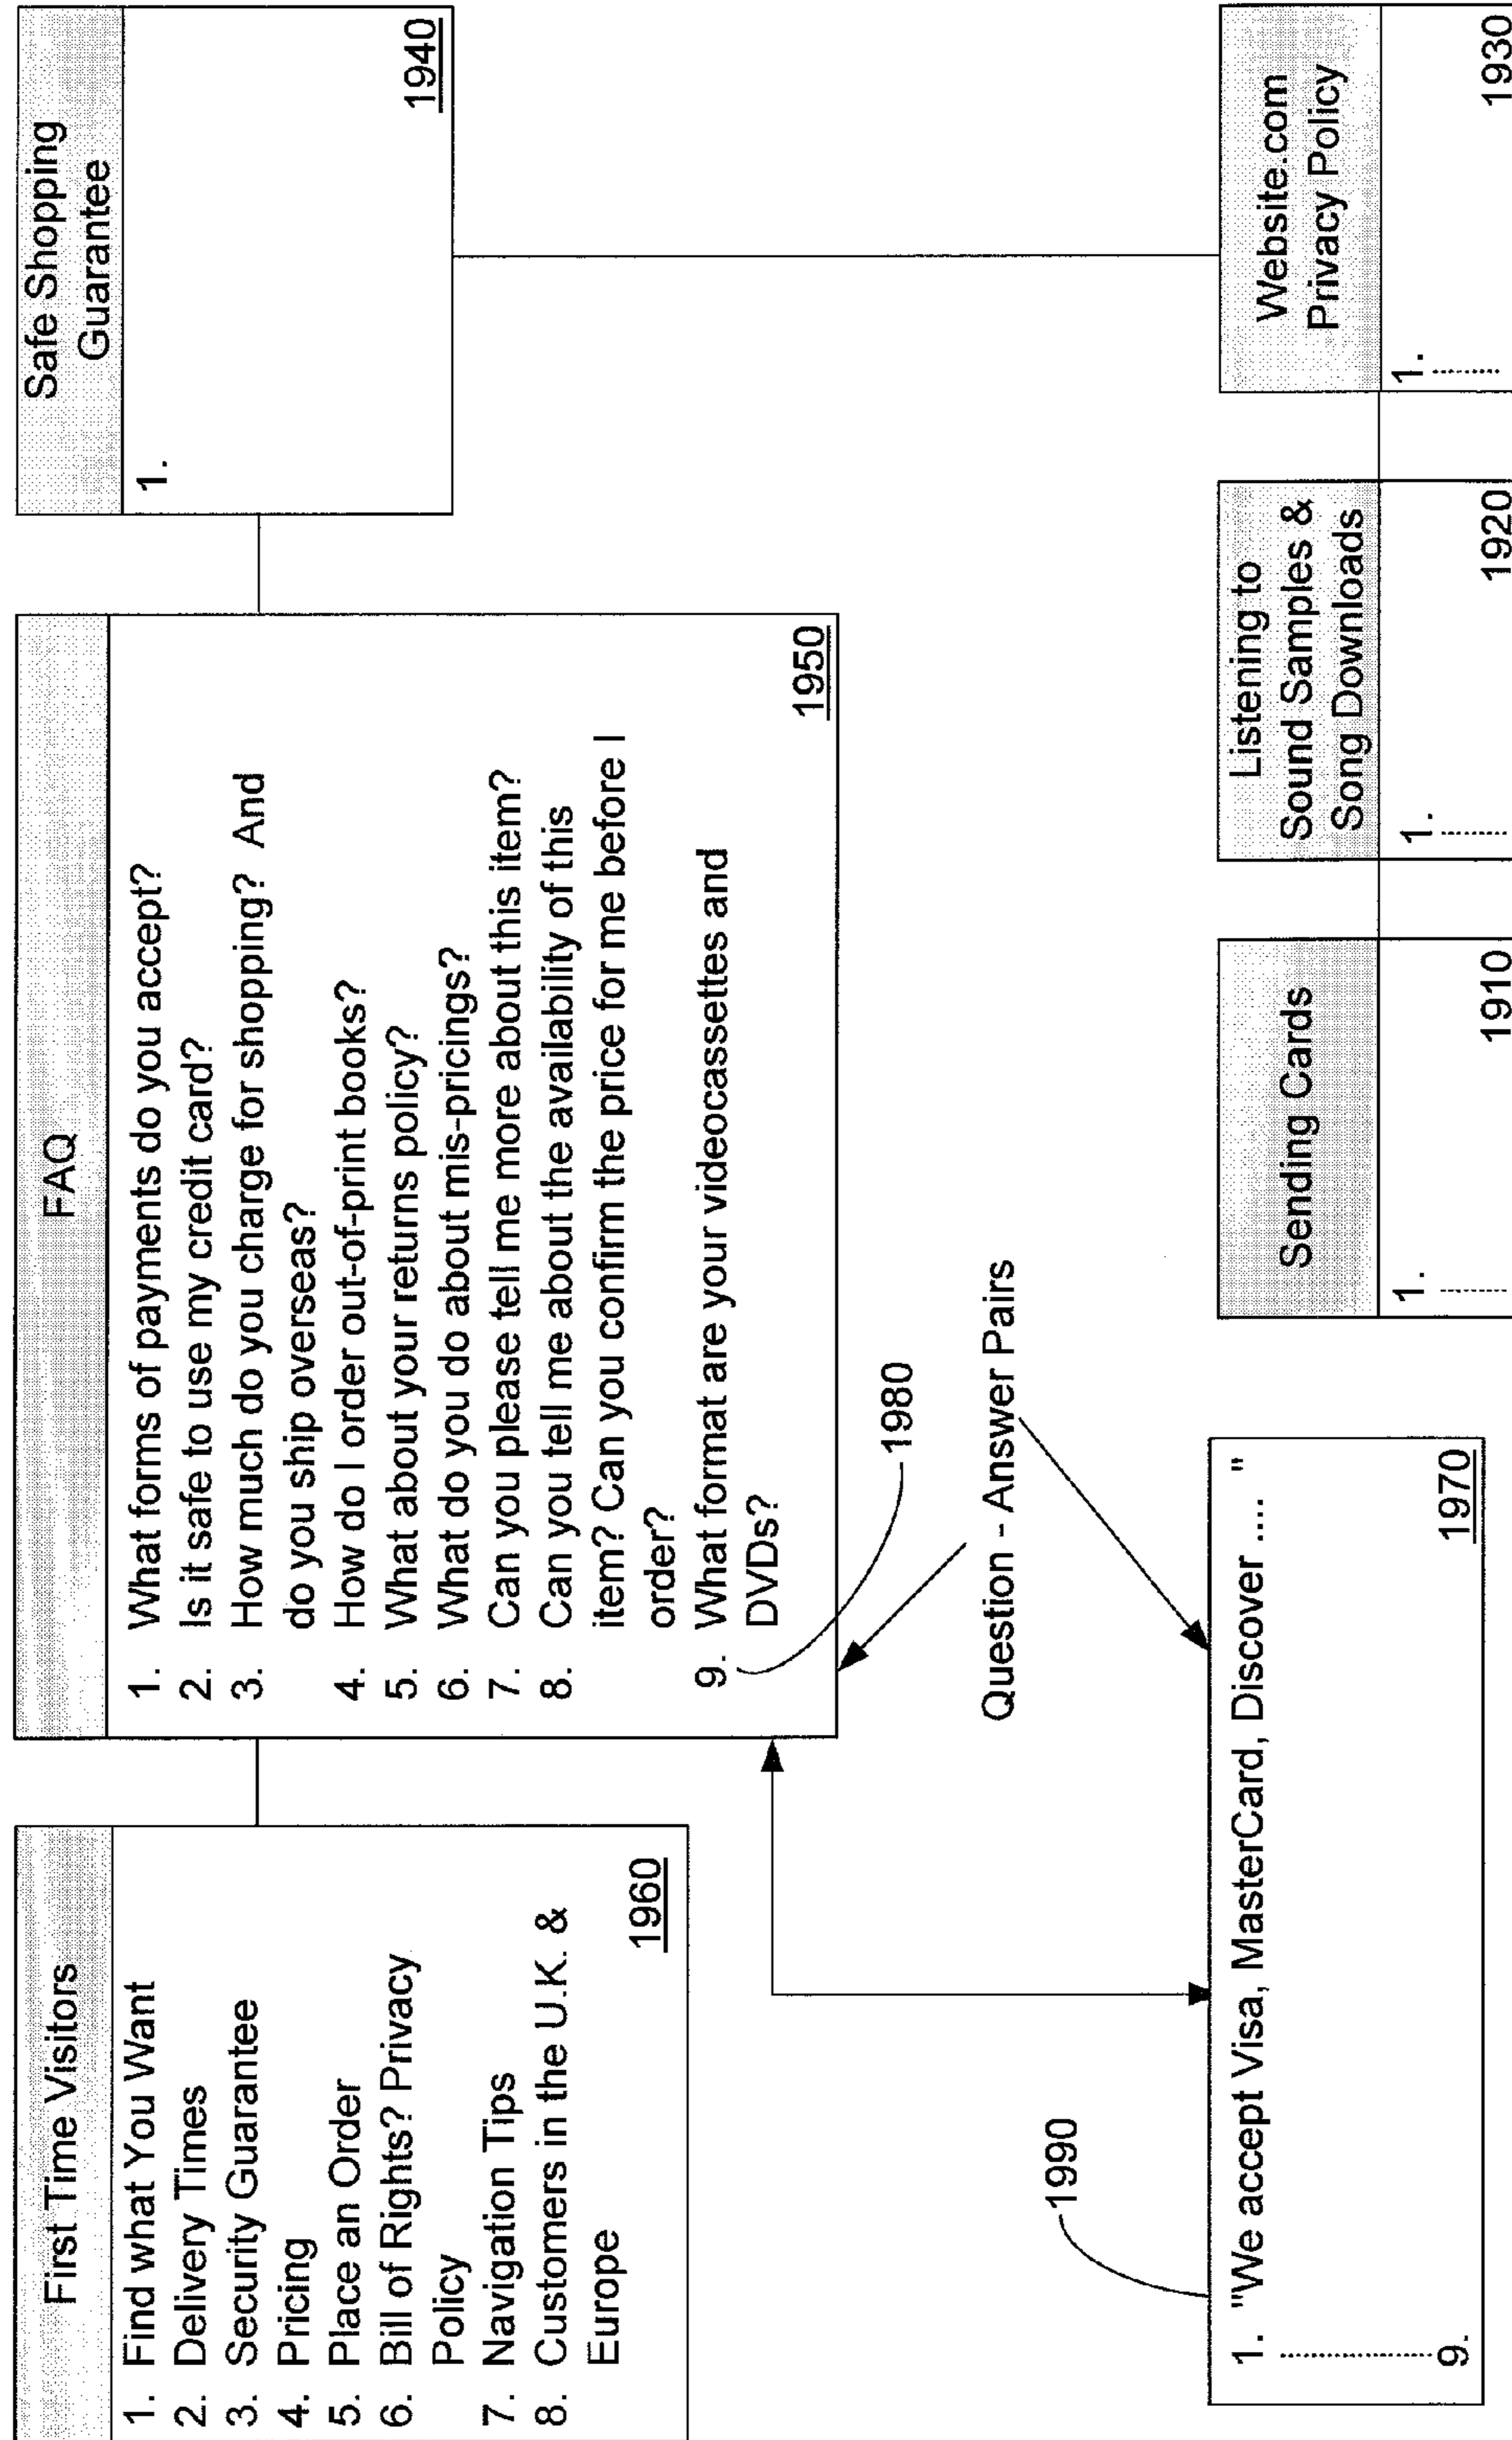 First Time Visitors
1. Find what You Want
2. Delivery Times
3. Security Guarantee
4. Pricing
5. Place an Order
6. Bill of Rights? Privacy
Policy
7. Navigation Tips
8. Customers in the U.K. &
Europe
1960
FAQ
1. What forms of payments do you accept?
2. Is it safe to use my credit card?
3. How much do you charge for shopping? And
do you ship overseas?
4. How do I order out-of-print books?
5. What about your returns policy?
6. What do you do about mis-pricings?
7. Can you please tell me more about this item?
8. Can you tell me about the availability of this
item? Can you confirm the price for me before I
order?
9. What format are your videocassettes and
DVDs?
1950
Safe Shopping
Guarantee
1.
1940
1980
Question - Answer Pairs
1990
1. "We accept Visa, MasterCard, Discover .... "
9.
1970
Sending Cards
1.
1910
Listening to
Sound Samples &
Song Downloads
1.
1920
Website.com
Privacy Policy
1.
1930